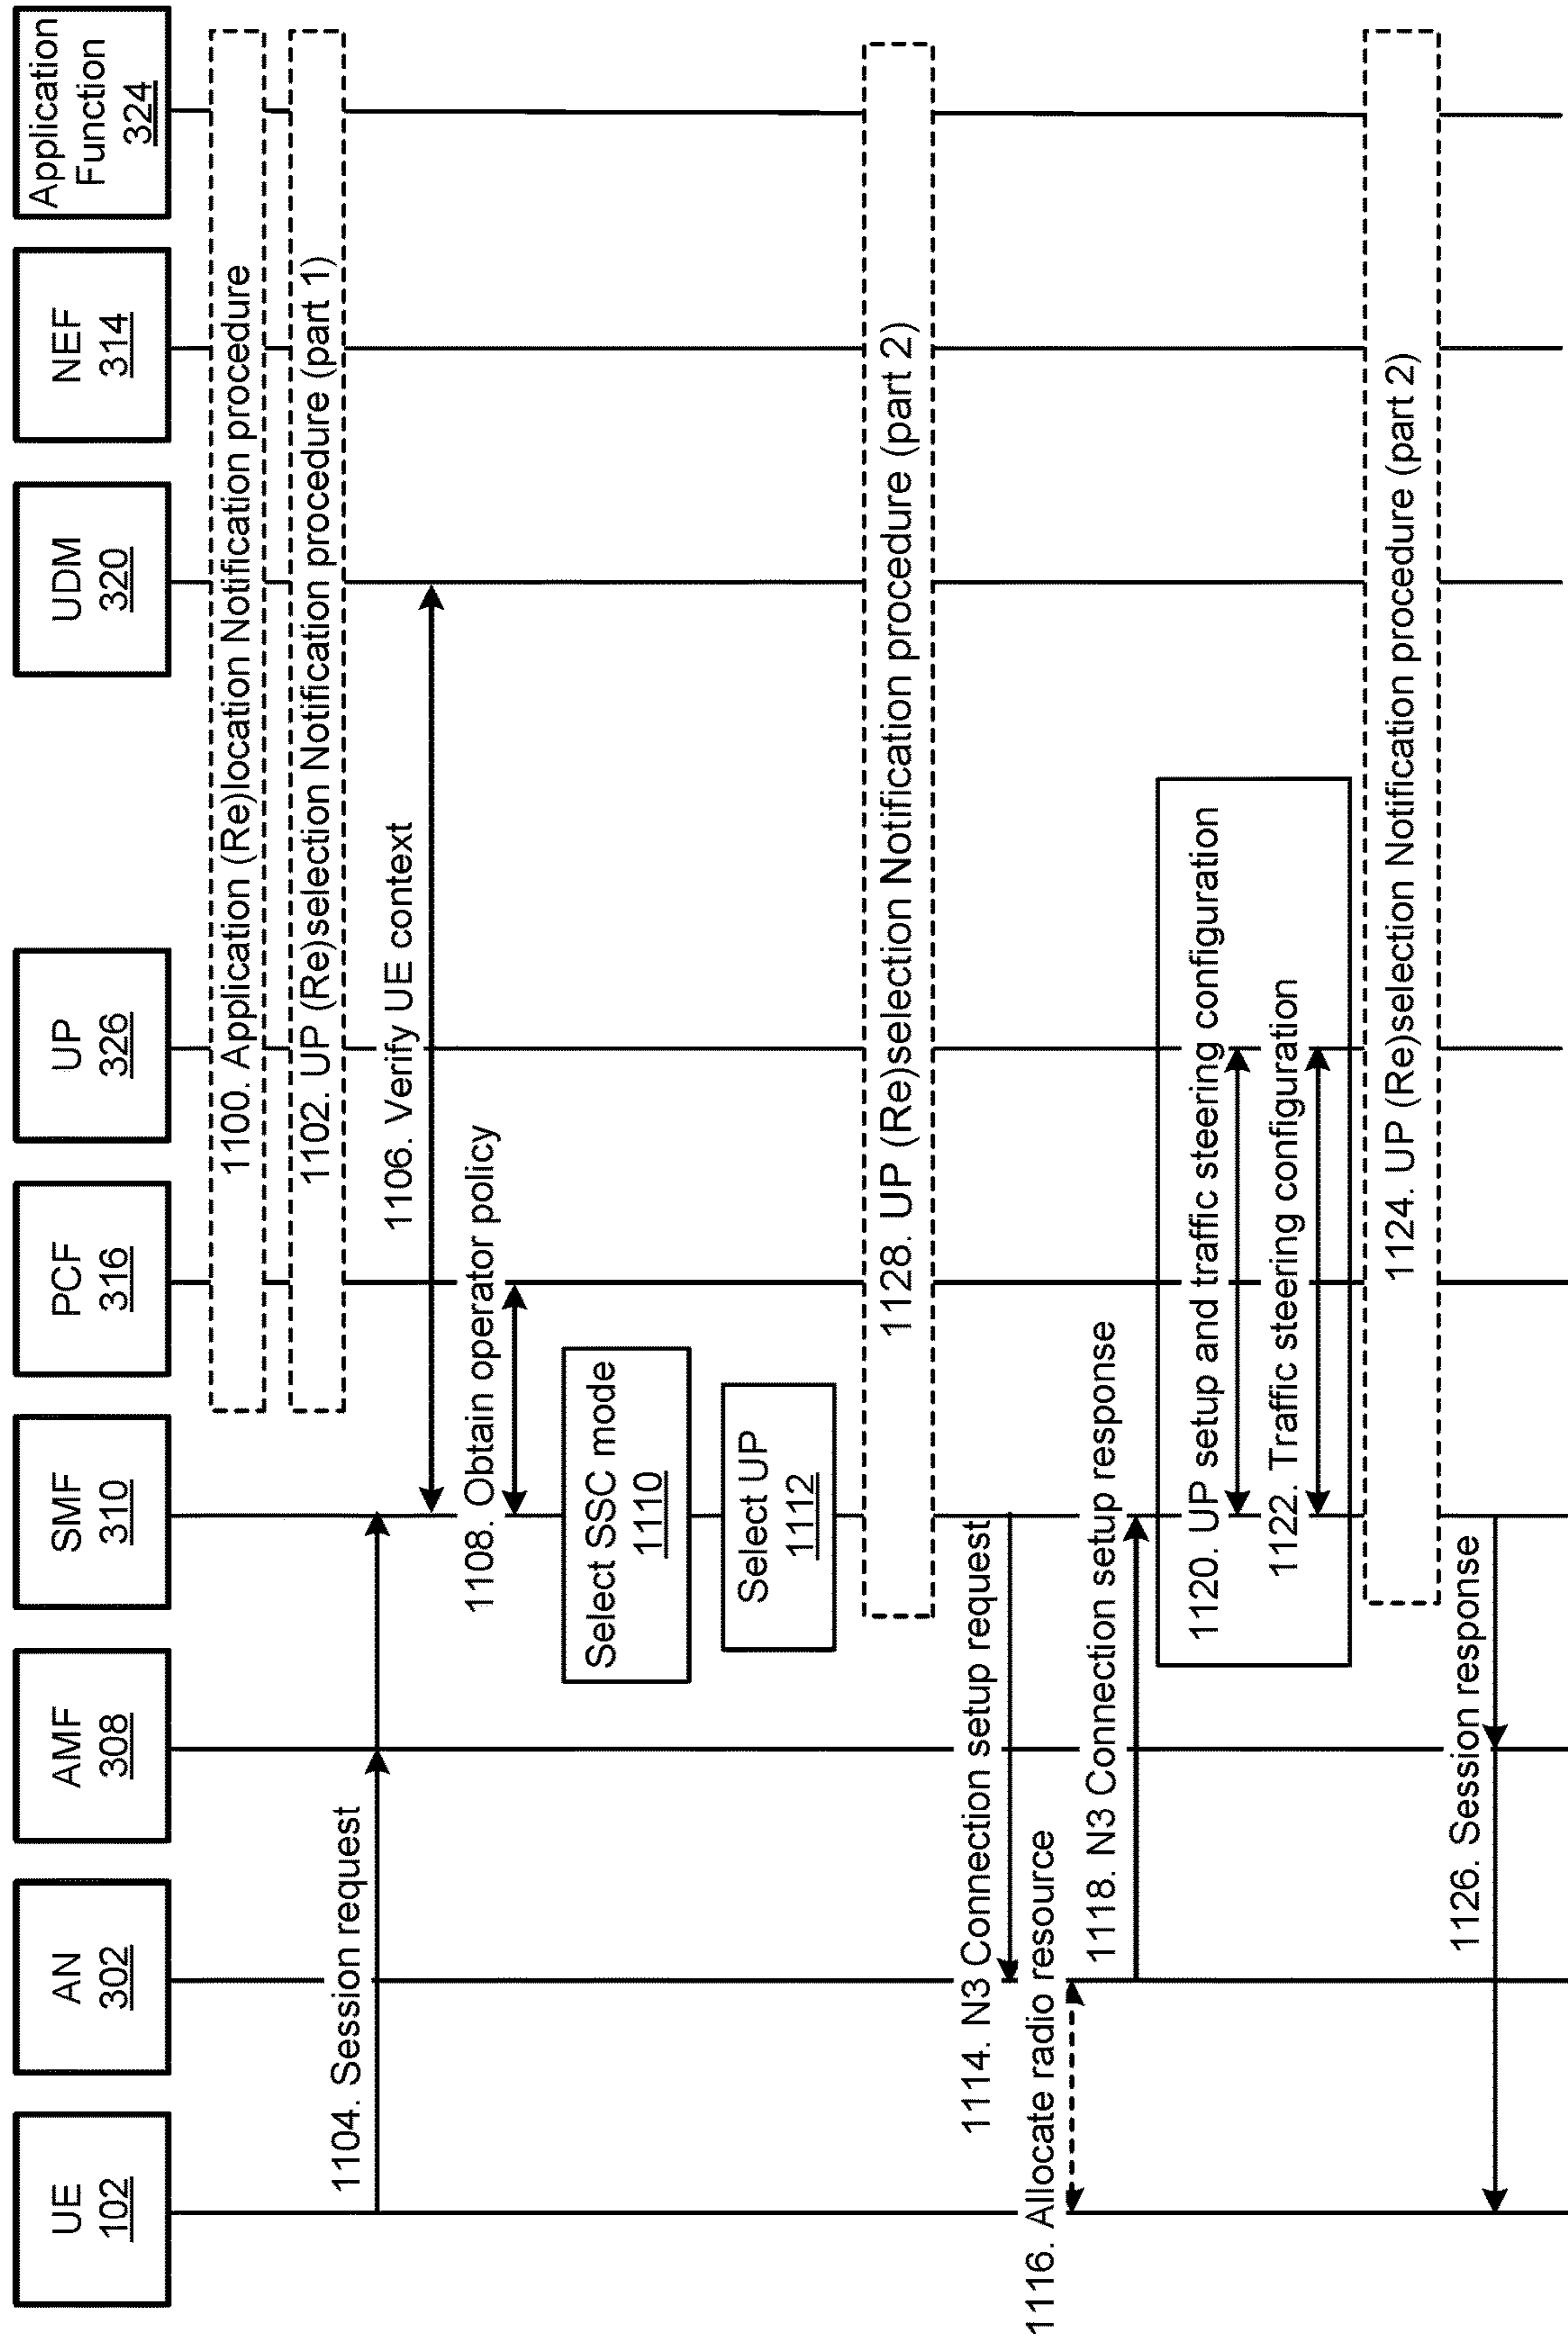 UE
102
AN
302
AMF
308
SMF
310
PCF
316
UP
326
UDM
320
NEF
314
Application
Function
324
1100. Application (Re)location Notification procedure
1102. UP (Re)selection Notification procedure (part 1)
1104. Session request
1106. Verify UE context
1108. Obtain operator policy
Select SSC mode
1110
Select UP
1112
1128. UP (Re)selection Notification procedure (part 2)
1114. N3 Connection setup request
1116. Allocate radio resource
1118. N3 Connection setup response
1120. UP setup and traffic steering configuration
1122. Traffic steering configuration
1124. UP (Re)selection Notification procedure (part 2)
1126. Session response